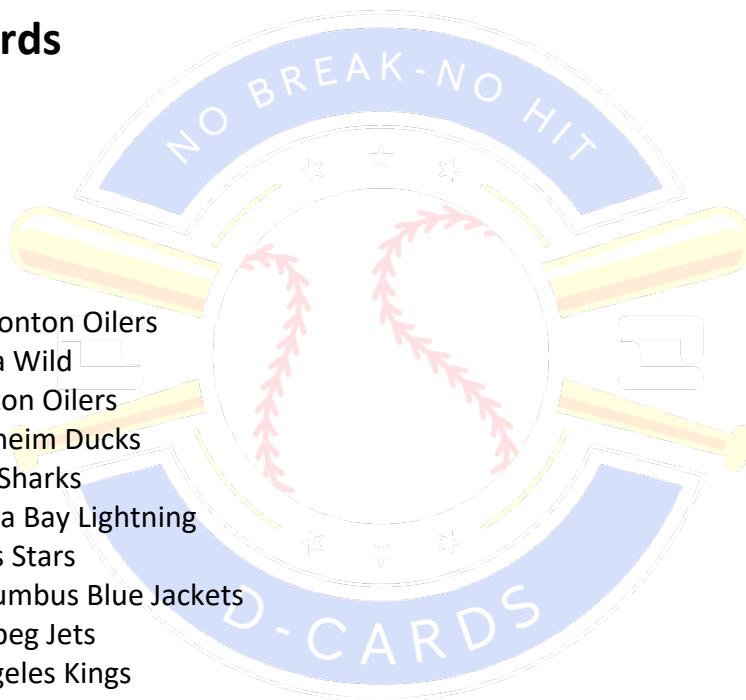 rds
NO BREAK-NO HIT
onton Oilers
a Wild
on Oilers
heim Ducks
Sharks
a Bay Lightning
s Stars
umbus Blue Jackets
D-CARDS
peg Jets
geles Kings